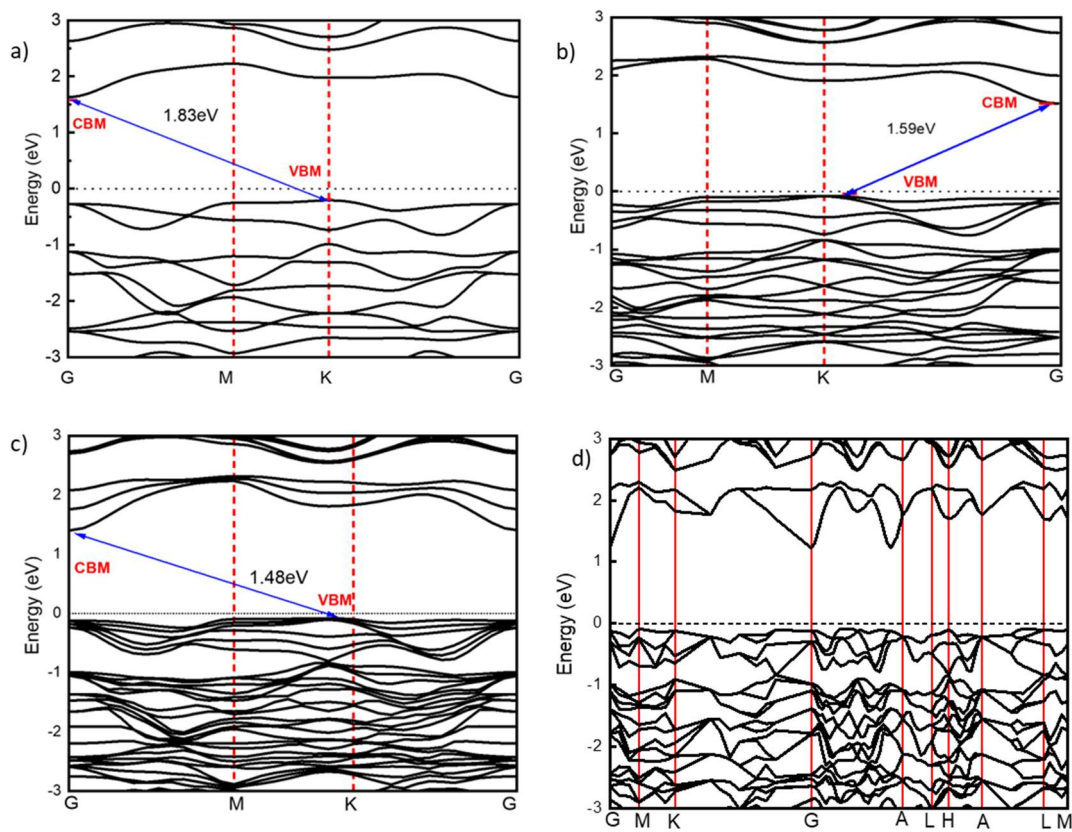 a)
3
2
1
0
-1
-2
-3
Energy (eV)
CBM
1.83eV
VBM
G M K G
b)
3
2
1
0
-1
-2
-3
Energy (eV)
CBM
1.59eV
VBM
G M K G
c)
3
2
1
0
-1
-2
-3
Energy (eV)
CBM
1.48eV
VBM
G M K G
d)
3
2
1
0
-1
-2
-3
Energy (eV)
G M K G A L H A L M